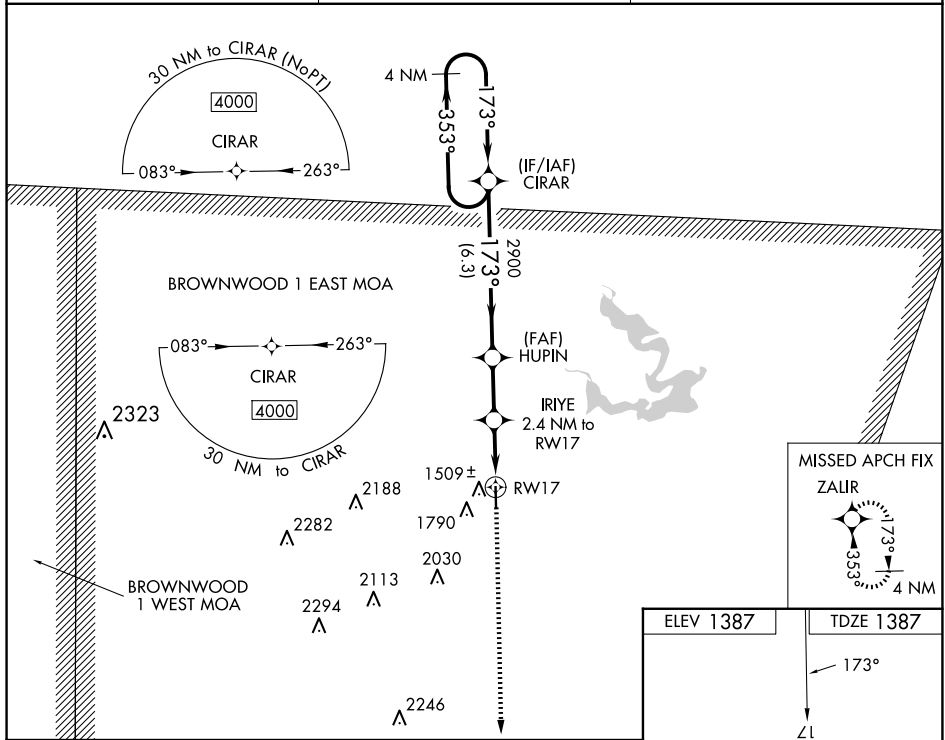 30 NM to CIRAR (NoPT)
4000
CIRAR
083°
263°
4 NM
353°
173°
(IF/IAF)
CIRAR
2900
173°
(6.3)
BROWNWOOD 1 EAST MOA
083°
263°
CIRAR
4000
30 NM to CIRAR
(FAF)
HUPIN
IRIYE
2.4 NM to
RW17
2323
1509±
RW17
2188
1790
2282
2030
2113
2294
2246
BROWNWOOD
1 WEST MOA
MISSED APCH FIX
ZALIR
353°
173°
4 NM
ELEV 1387
TDZE 1387
173°
17